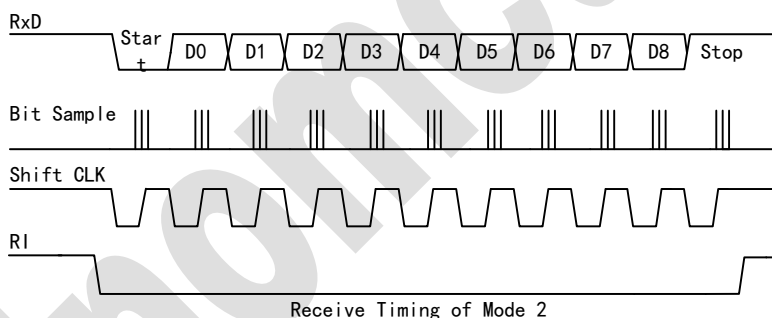 RxD
Star
t
D0 D1 D2 D3 D4 D5 D6 D7 D8 Stop
Bit Sample
Shift CLK
RI
Receive Timing of Mode 2